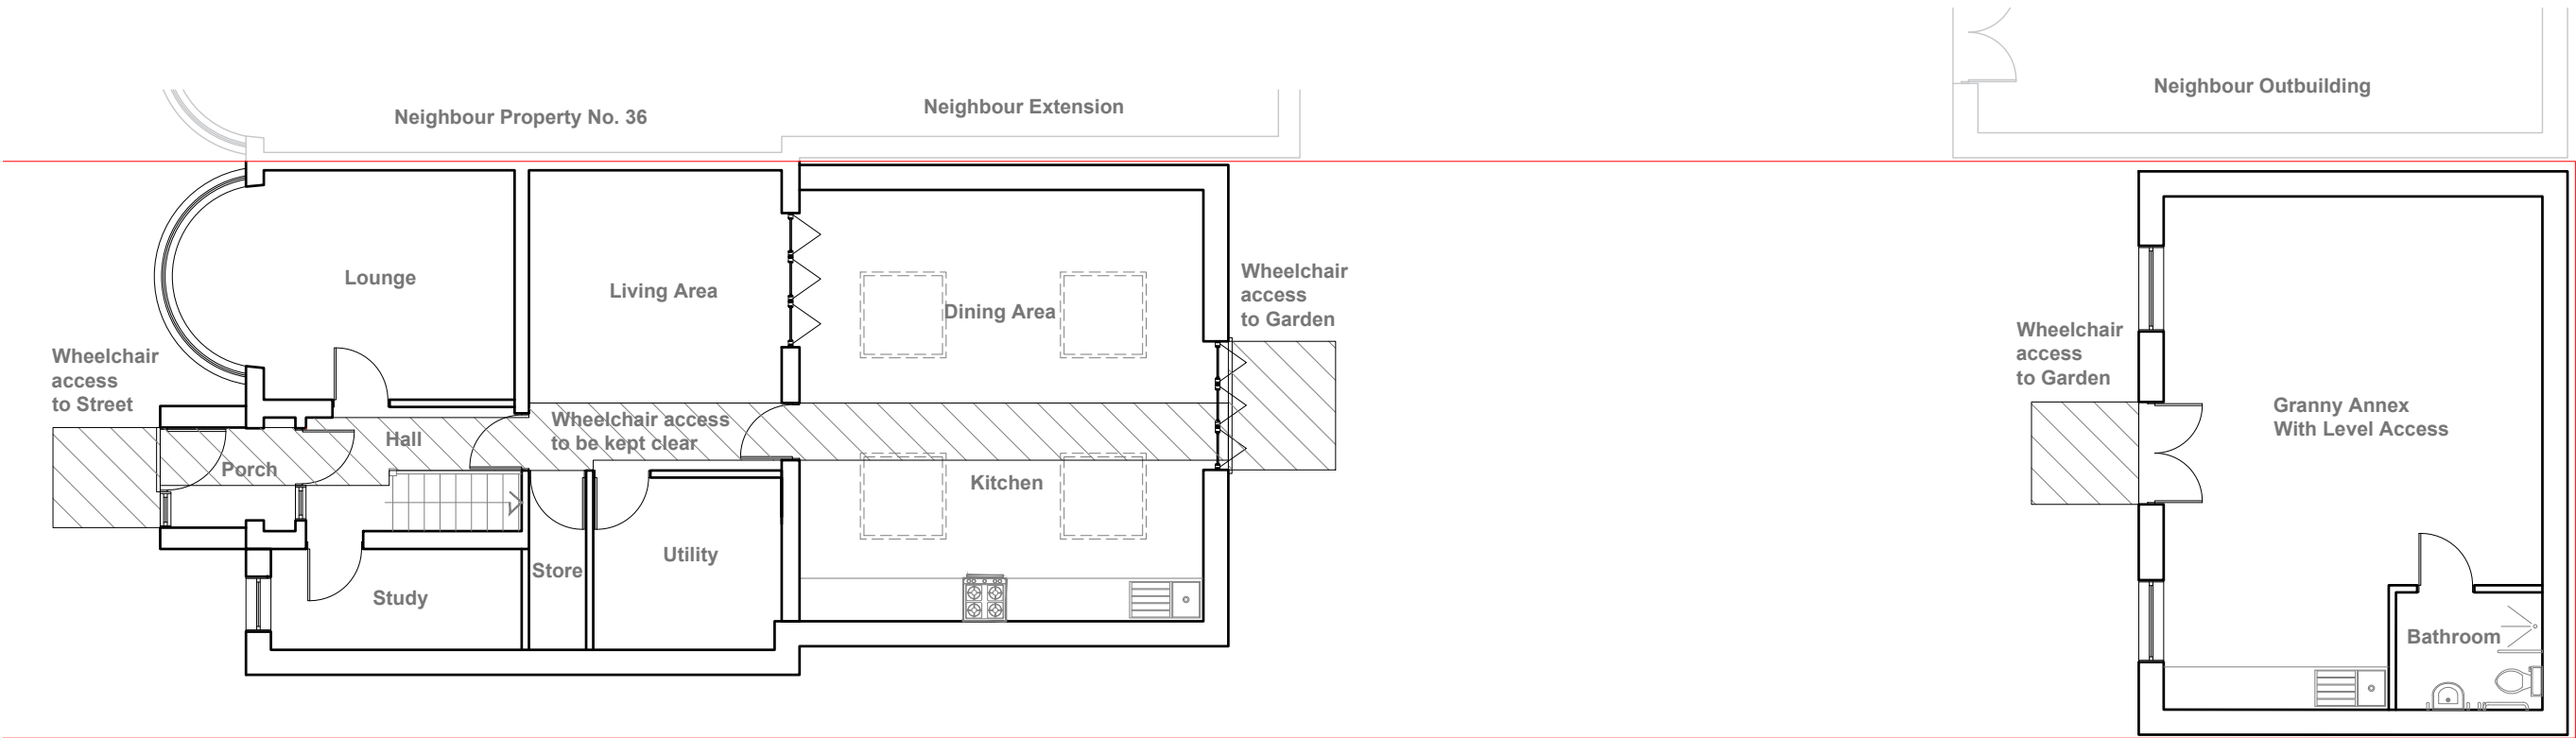 Neighbour Property No. 36
Neighbour Extension
Neighbour Outbuilding
Lounge
Living Area
Dining Area
Wheelchair
access
to Garden
Wheelchair
access
to Street
Wheelchair
access
to Garden
Hall
Wheelchair access
to be kept clear
Porch
Kitchen
Granny Annex
With Level Access
Study
Store
Utility
Bathroom